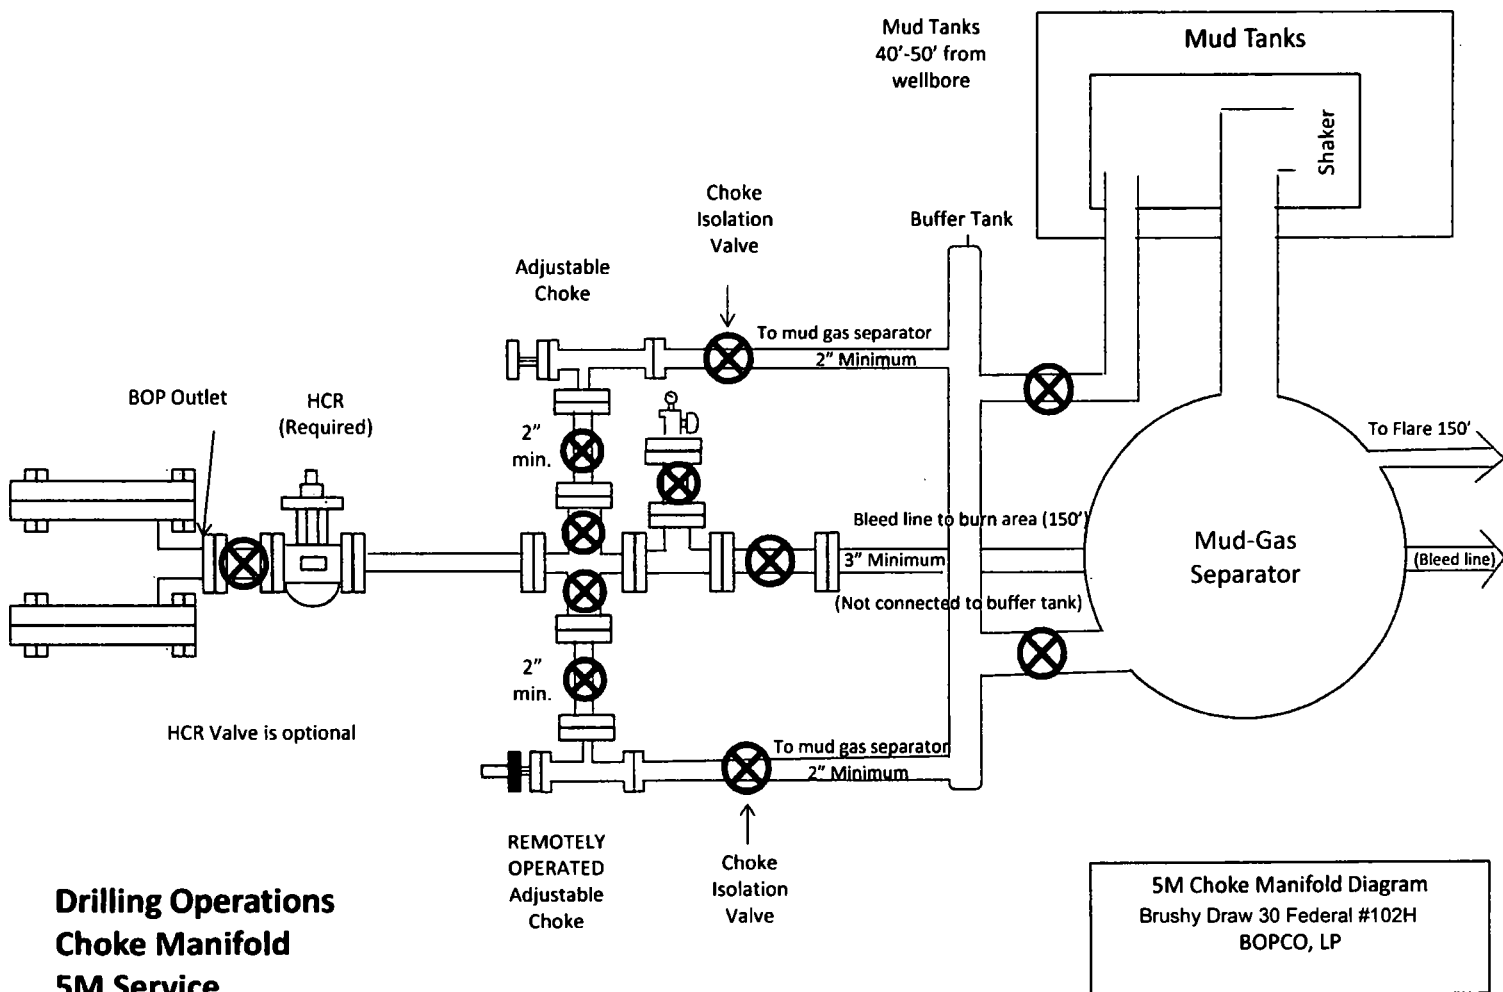 Mud Tanks
40'-50' from
wellbore
Mud Tanks
Shaker
Choke
Isolation
Valve
Buffer Tank
Adjustable
Choke
To mud gas separator
2" Minimum
BOP Outlet
HCR
(Required)
2"
min.
To Flare 150'
Bleed line to burn area (150')
3" Minimum
(Not connected to buffer tank)
Mud-Gas
Separator
(Bleed line)
2"
min.
HCR Valve is optional
To mud gas separator
2" Minimum
REMOTELY
OPERATED
Adjustable
Choke
Choke
Isolation
Valve
Drilling Operations
Choke Manifold
5M Service
5M Choke Manifold Diagram
Brushy Draw 30 Federal #102H
BOPCO, LP